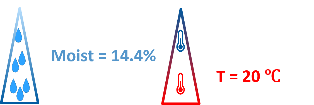 Moist = 14.4%
T = 20 ℃